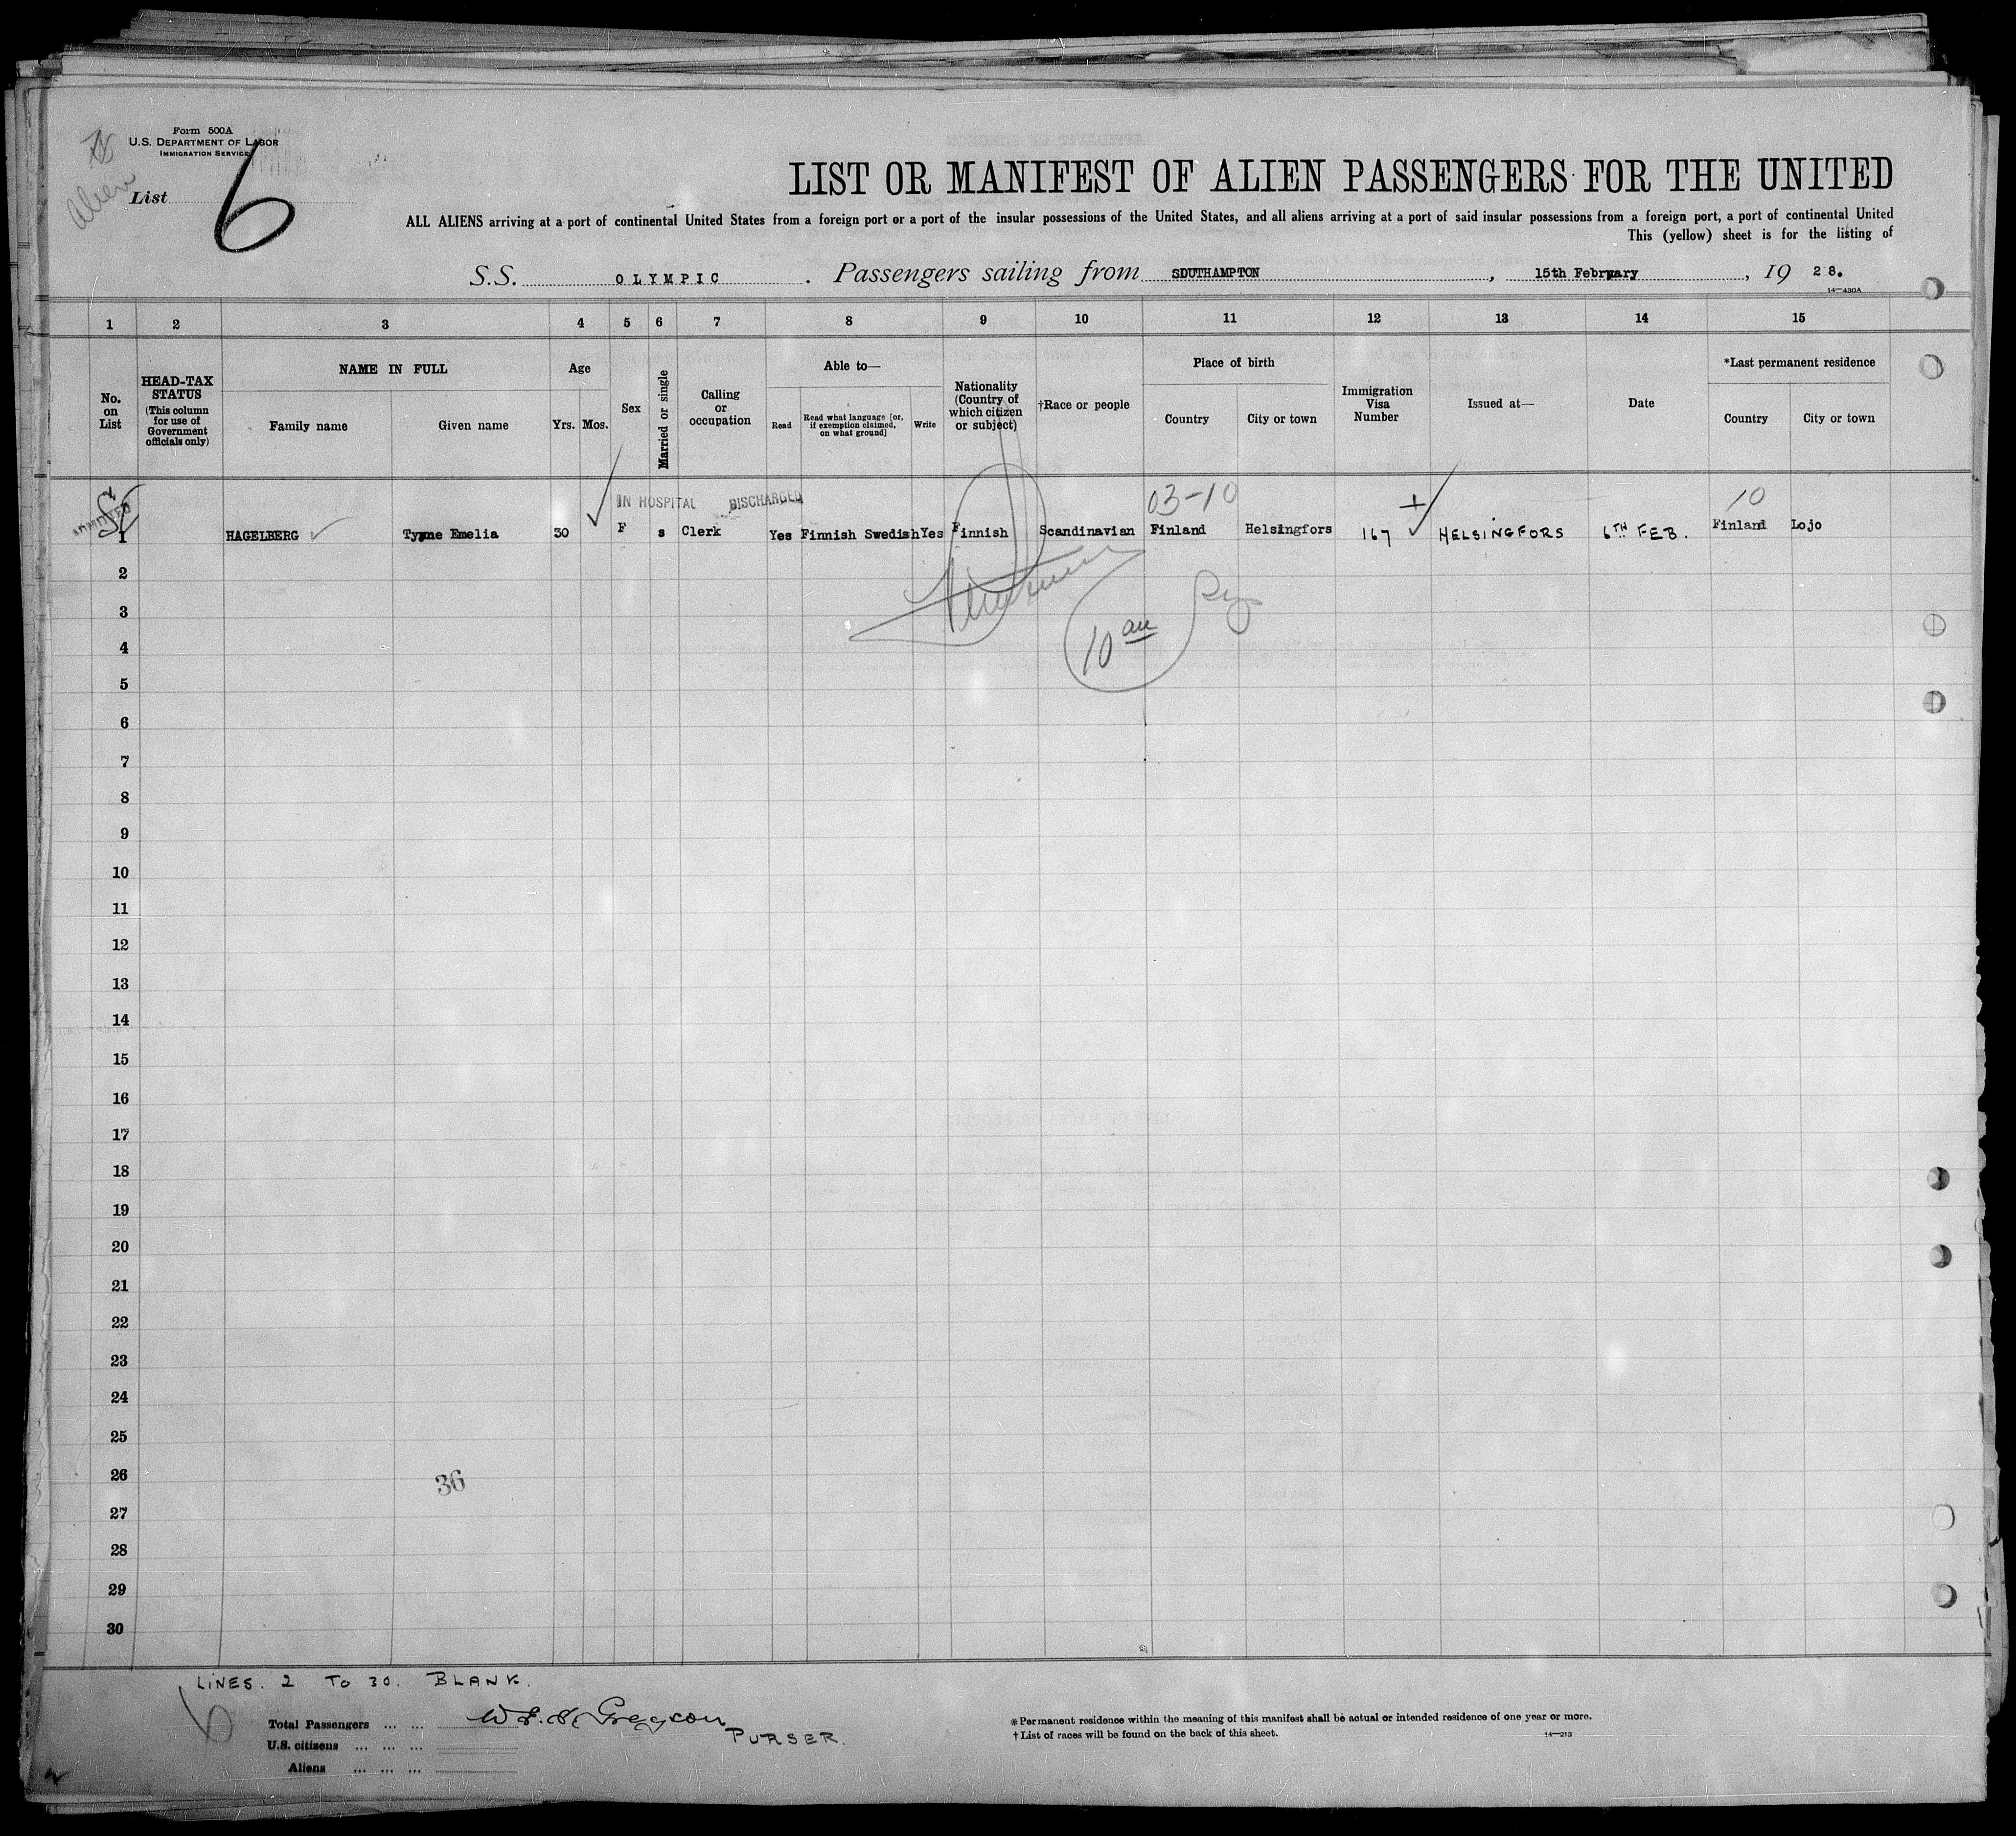 Form 500A
U.S. DEPARTMENT OF LABOR
IMMIGRATION SERVICE
Alien
List 6
LIST OR MANIFEST OF ALIEN PASSENGERS FOR THE UNITED
ALL ALIENS arriving at a port of continental United States from a foreign port or a port of the insular possessions of the United States, and all aliens arriving at a port of said insular possessions from a foreign port, a port of continental United
This (yellow) sheet is for the listing of
S.S. OLYMPIC. Passengers sailing from SOUTHAMPTON, 15th February, 1928.
14—430A
1 2 3 4 5 6 7 8 9 10 11 12 13 14 15
No. on List
HEAD-TAX STATUS (This column for use of Government officials only)
NAME IN FULL
Family name
Given name
Age
Yrs. Mos.
Sex
Married or single
Calling or occupation
Able to—
Read
Read what language [or, if exemption claimed, on what ground]
Write
Nationality (Country of which citizen or subject)
†Race or people
Place of birth
Country
City or town
Immigration Visa Number
Issued at—
Date
*Last permanent residence
Country
City or town
ADMITTED
IN HOSPITAL DISCHARGED
03-10
10
1 HAGELBERG Tyyne Emelia 30 F s Clerk Yes Finnish Swedish Yes Finnish Scandinavian Finland Helsingfors 167 HELSINGFORS 6TH FEB. Finland Lojo
2
3
10
4
5
6
7
8
9
10
11
12
13
14
15
16
17
18
19
20
21
22
23
24
25
26
36
27
28
29
30
LINES. 2 TO 30. BLANK.
6
Total Passengers ... ...
PURSER.
U.S. citizens ... ... ...
Aliens ... ... ...
*Permanent residence within the meaning of this manifest shall be actual or intended residence of one year or more.
†List of races will be found on the back of this sheet.
14—213